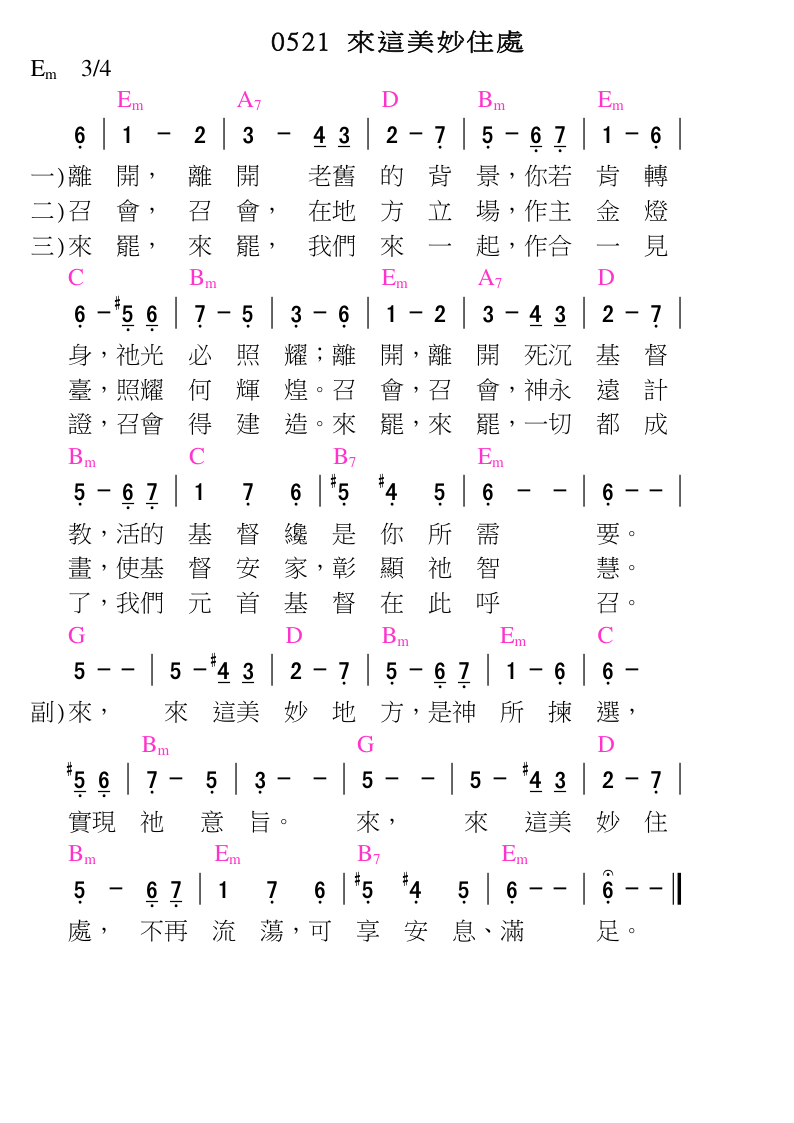 0521 來這美妙住處
Em 3/4
Em A7 D Bm Em
6̣ | 1 – 2 | 3 – 4 3 | 2 – 7̣ | 5̣ – 6̣ 7̣ | 1 – 6̣ |
一)離 開, 離 開 老舊 的 背 景,你若 肯 轉
二)召 會, 召 會, 在地 方 立 場,作主 金 燈
三)來 罷, 來 罷, 我們 來 一 起,作合 一 見
C Bm Em A7 D
6̣ – #5̣ 6̣ | 7̣ – 5̣ | 3̣ – 6̣ | 1 – 2 | 3 – 4 3 | 2 – 7̣ |
身,祂光 必 照 耀;離 開,離 開 死沉 基 督
臺,照耀 何 輝 煌。召 會,召 會,神永 遠 計
證,召會 得 建 造。來 罷,來 罷,一切 都 成
Bm C B7 Em
5̣ – 6̣ 7̣ | 1 7̣ 6̣ | #5̣ #4̣ 5̣ | 6̣ – – | 6̣ – – |
教,活的 基 督 纔 是 你 所 需 要。
畫,使基 督 安 家,彰 顯 祂 智 慧。
了,我們 元 首 基 督 在 此 呼 召。
G D Bm Em C
5 – – | 5 – #4 3 | 2 – 7̣ | 5̣ – 6̣ 7̣ | 1 – 6̣ | 6̣ –
副)來, 來 這美 妙 地 方,是神 所 揀 選,
Bm G D
#5̣ 6̣ | 7̣ – 5̣ | 3̣ – – | 5 – – | 5 – #4 3 | 2 – 7̣ |
實現 祂 意 旨。 來, 來 這美 妙 住
Bm Em B7 Em
5̣ – 6̣ 7̣ | 1 7̣ 6̣ | #5̣ #4̣ 5̣ | 6̣ – – | 6̣ – – ‖
處, 不再 流 蕩,可 享 安 息、滿 足。